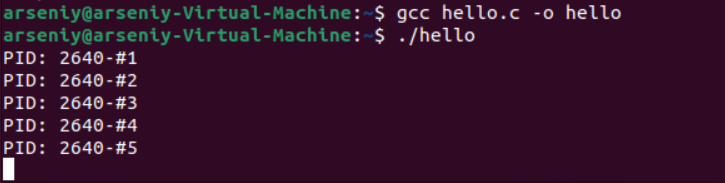 arseniy@arseniy-Virtual-Machine:~$ gcc hello.c -o hello
arseniy@arseniy-Virtual-Machine:~$ ./hello
PID: 2640-#1
PID: 2640-#2
PID: 2640-#3
PID: 2640-#4
PID: 2640-#5